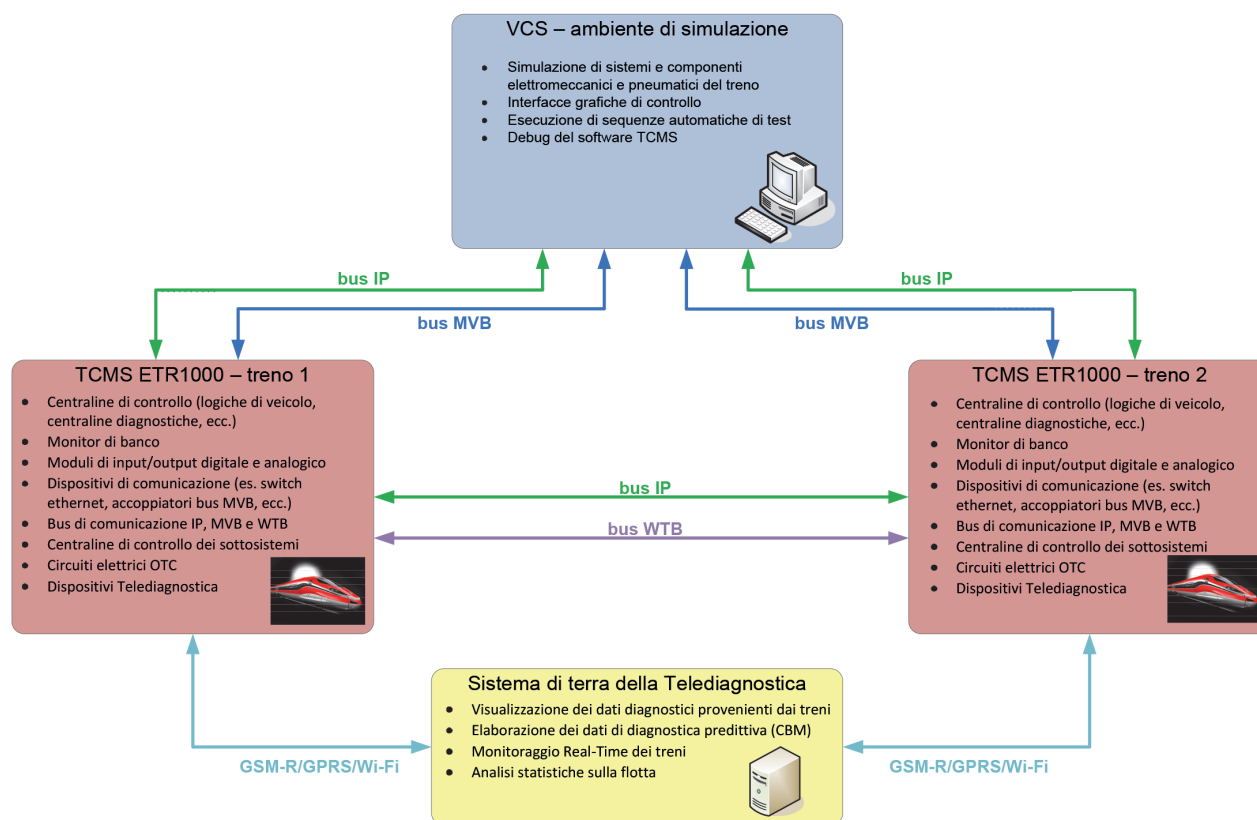 VCS – ambiente di simulazione
• Simulazione di sistemi e componenti
elettromeccanici e pneumatici del treno
• Interfacce grafiche di controllo
• Esecuzione di sequenze automatiche di test
• Debug del software TCMS
bus IP
bus IP
bus MVB
bus MVB
TCMS ETR1000 – treno 1
• Centraline di controllo (logiche di veicolo,
centraline diagnostiche, ecc.)
• Monitor di banco
• Moduli di input/output digitale e analogico
• Dispositivi di comunicazione (es. switch
ethernet, accoppiatori bus MVB, ecc.)
• Bus di comunicazione IP, MVB e WTB
• Centraline di controllo dei sottosistemi
• Circuiti elettrici OTC
• Dispositivi Telediagnostica
bus IP
bus WTB
TCMS ETR1000 – treno 2
• Centraline di controllo (logiche di veicolo,
centraline diagnostiche, ecc.)
• Monitor di banco
• Moduli di input/output digitale e analogico
• Dispositivi di comunicazione (es. switch
ethernet, accoppiatori bus MVB, ecc.)
• Bus di comunicazione IP, MVB e WTB
• Centraline di controllo dei sottosistemi
• Circuiti elettrici OTC
• Dispositivi Telediagnostica
Sistema di terra della Telediagnostica
• Visualizzazione dei dati diagnostici provenienti dai treni
• Elaborazione dei dati di diagnostica predittiva (CBM)
• Monitoraggio Real-Time dei treni
• Analisi statistiche sulla flotta
GSM-R/GPRS/Wi-Fi
GSM-R/GPRS/Wi-Fi